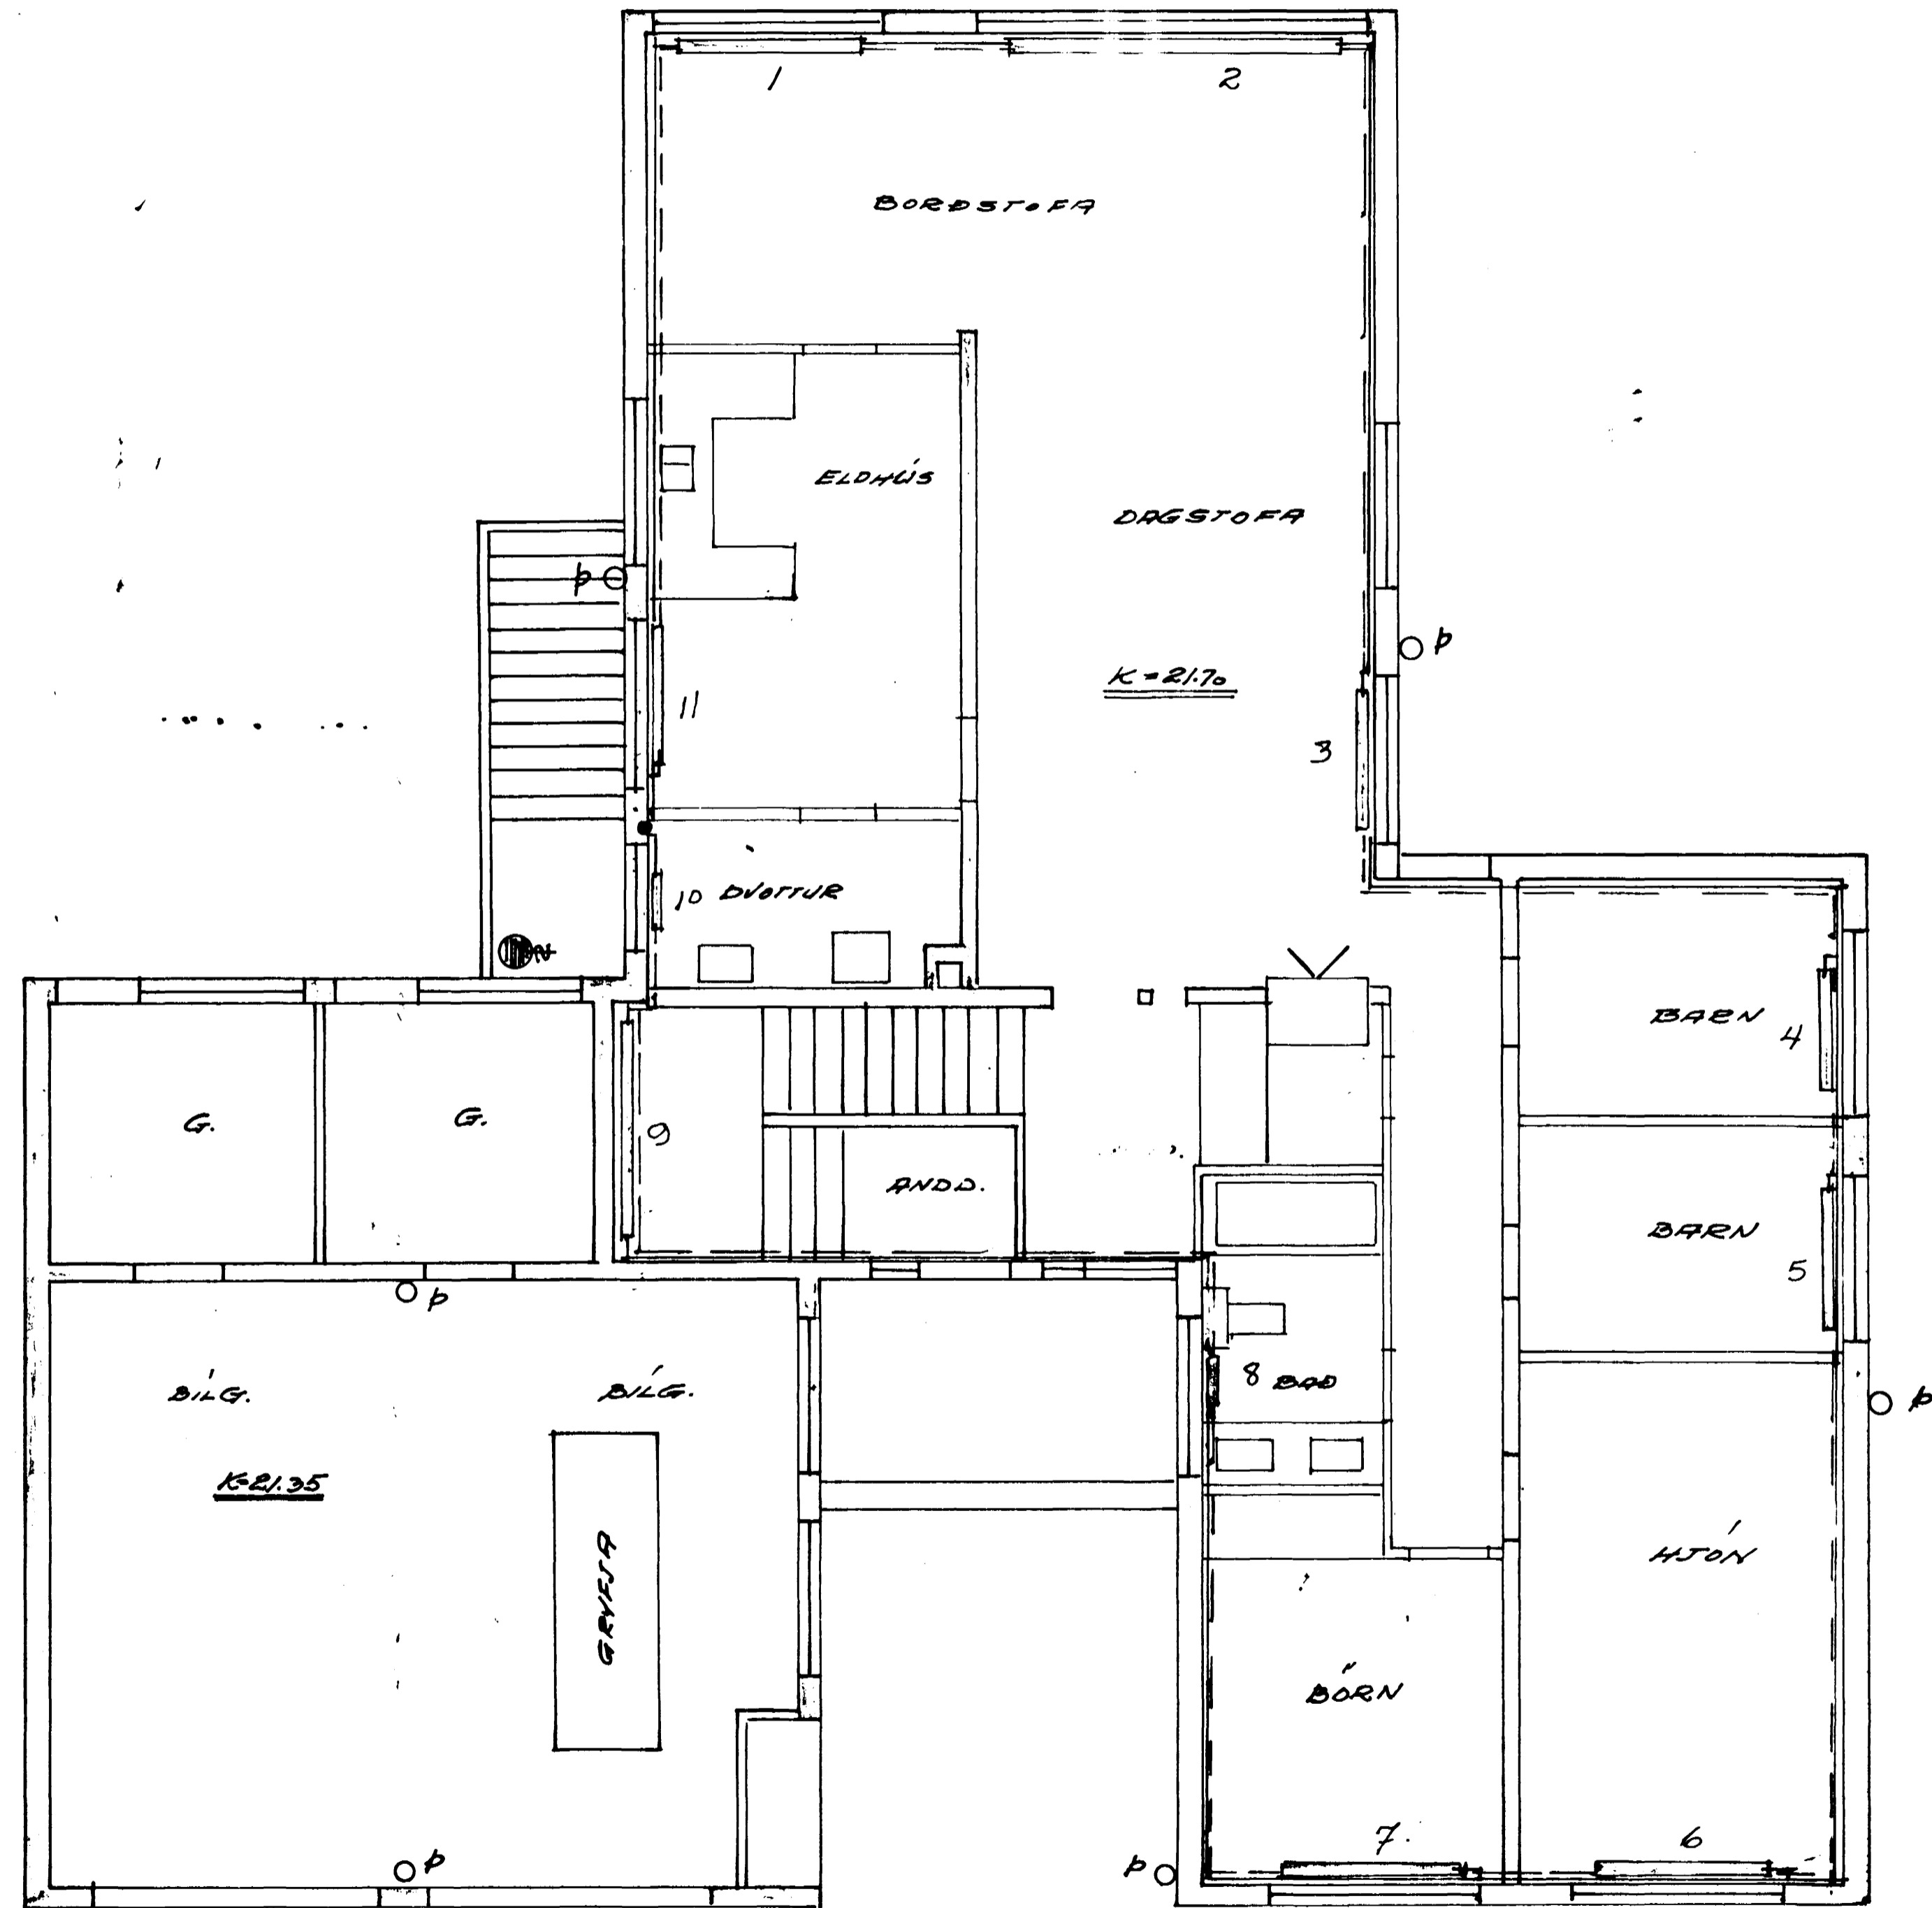 1
2
BORÐSTOFA
ELDHÚS
DAGSTOFA
þ
þ
K=21.70
11
3
10 ÞVOTTUR
BARN
4
G.
G.
9
ANDD.
BARN
5
þ
BÍLG.
BÍLG.
8 BAÐ
þ
K=21.35
GRYFJA
HJÓN
BÖRN
7.
6
þ
þ